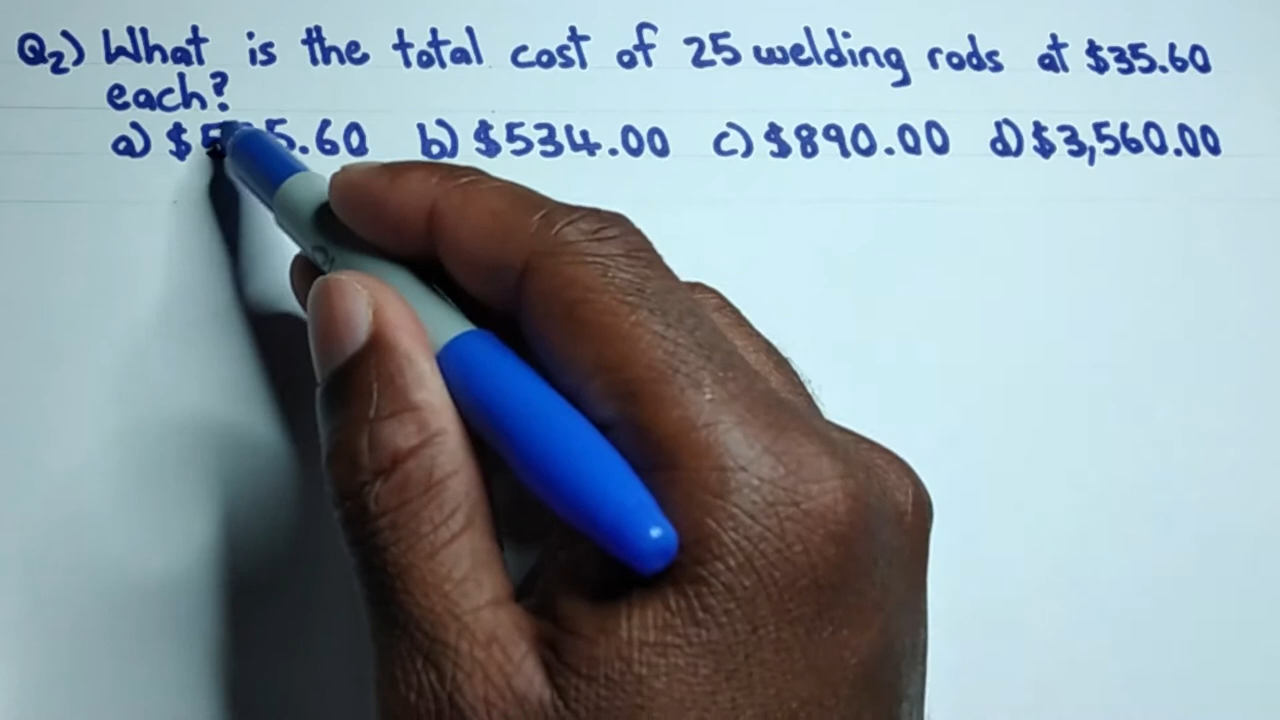 Q2) What is the total cost of 25 welding rods at $35.60
each?
a) b) $534.00 c) $890.00 d) $3,560.00